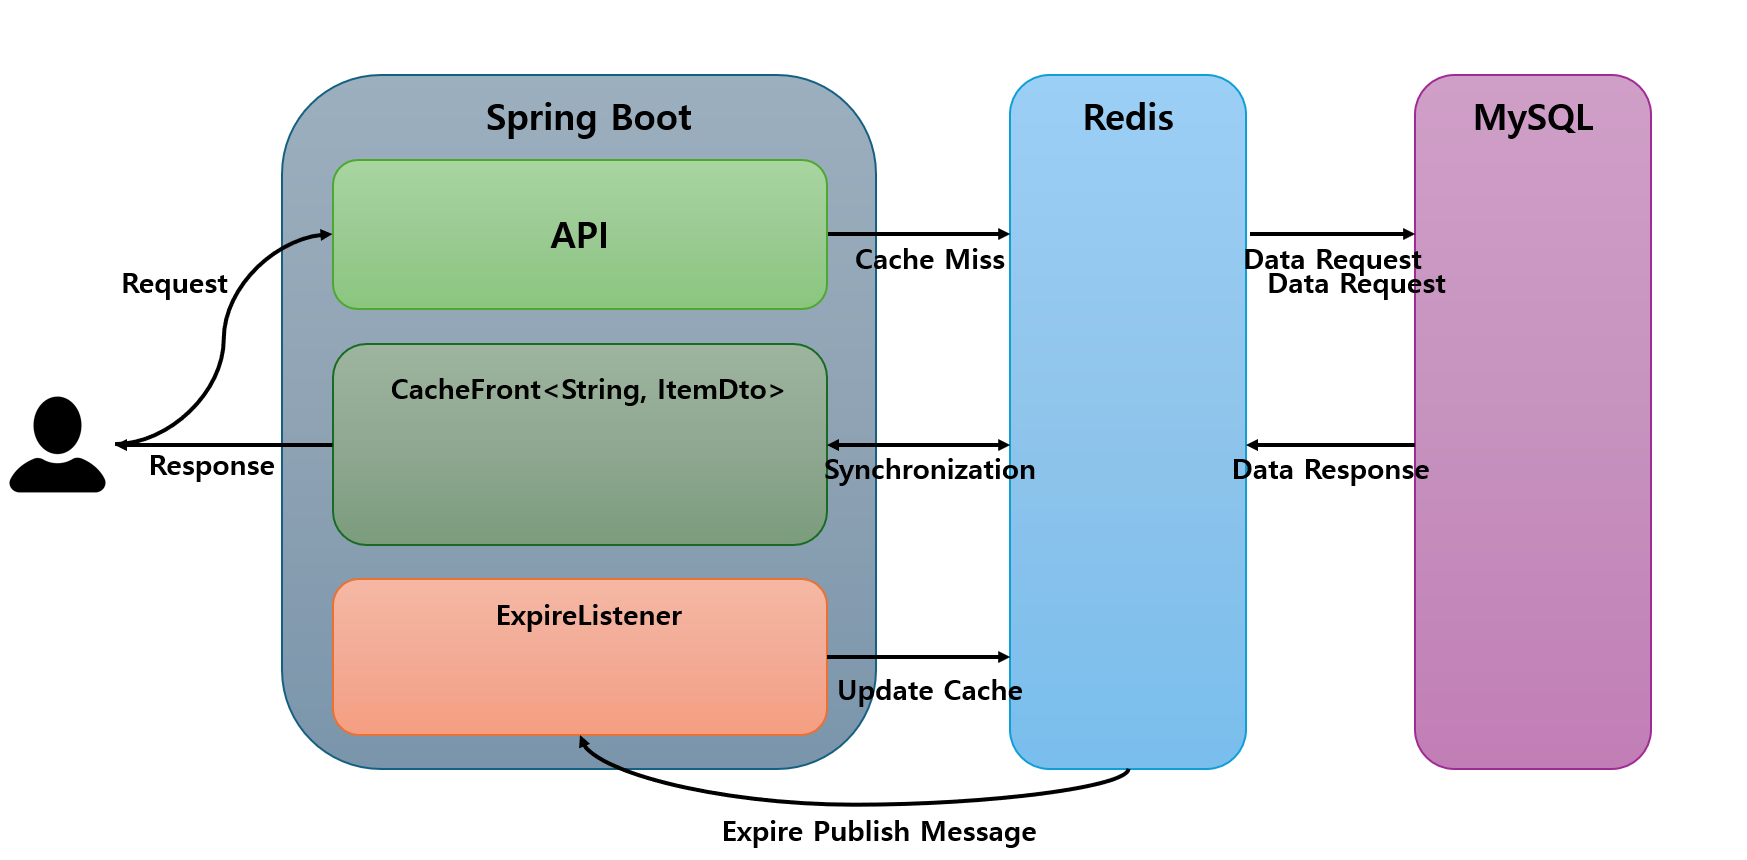 Spring Boot
Redis
MySQL
API
Cache Miss
Data Request
Data Request
Request
CacheFront<String, ItemDto>
Response
Synchronization
Data Response
ExpireListener
Update Cache
Expire Publish Message